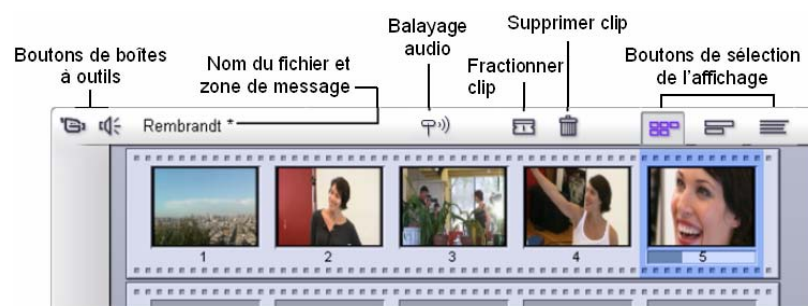 Balayage
audio
Supprimer clip
Boutons de boîtes
à outils
Nom du fichier et
zone de message
Fractionner
clip
Boutons de sélection
de l'affichage
Rembrandt *
1
2
3
4
5